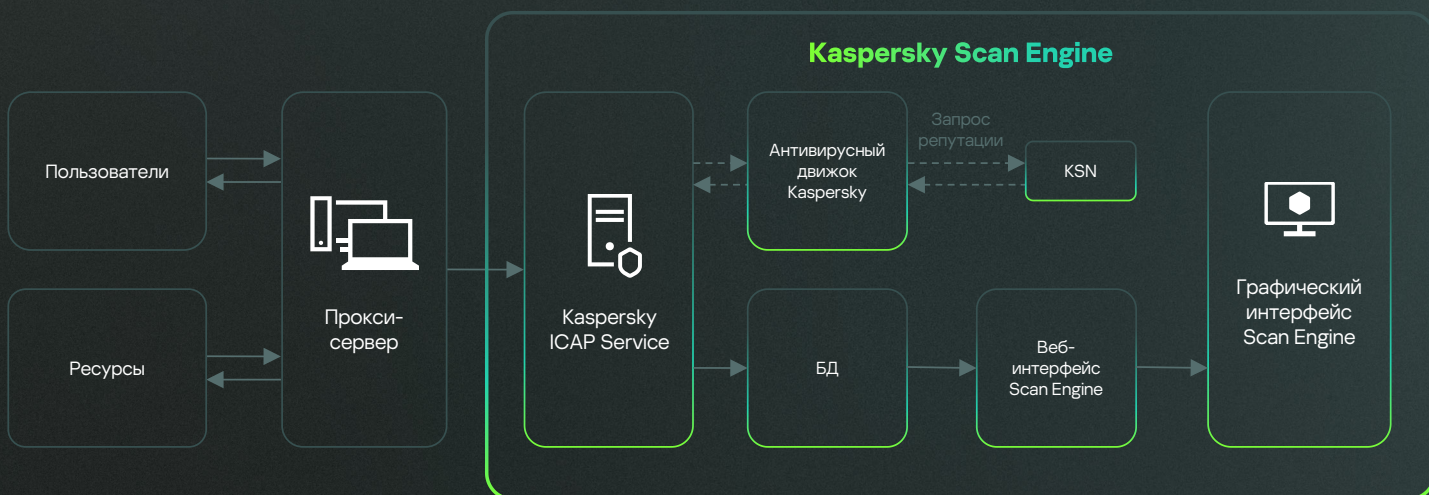 Kaspersky Scan Engine
Пользователи
Ресурсы
Прокси-
сервер
Kaspersky
ICAP Service
Антивирусный
движок
Kaspersky
Запрос
репутации
KSN
БД
Веб-
интерфейс
Scan Engine
Графический
интерфейс
Scan Engine